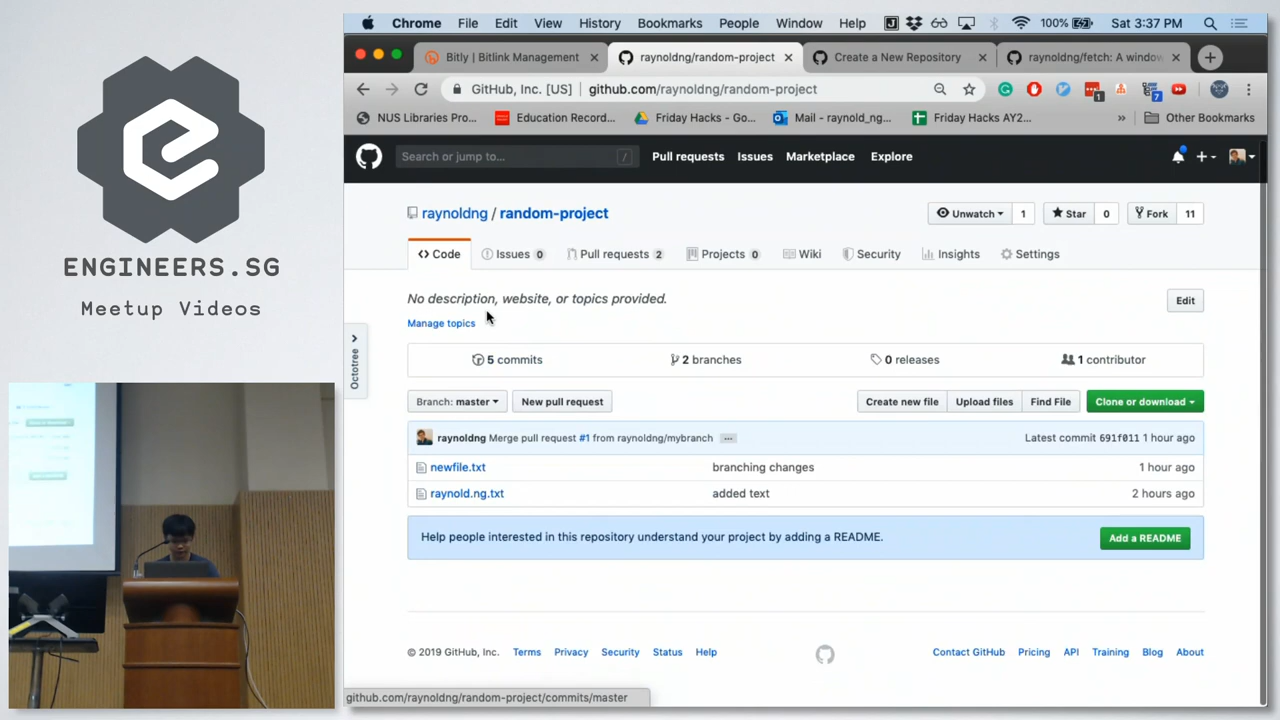 ENGINEERS.SG
Meetup Videos
Chrome File Edit View History Bookmarks People Window Help 100% Sat 3:37 PM
Bitly | Bitlink Management raynoldng/random-project Create a New Repository raynoldng/fetch: A window
GitHub, Inc. [US] github.com/raynoldng/random-project 1 7
NUS Libraries Pro... Education Record... Friday Hacks - Go... Mail - raynold_ng... Friday Hacks AY2... » Other Bookmarks
Search or jump to... / Pull requests Issues Marketplace Explore
raynoldng / random-project Unwatch 1 Star 0 Fork 11
Code Issues 0 Pull requests 2 Projects 0 Wiki Security Insights Settings
No description, website, or topics provided. Edit
Manage topics
Octotree
5 commits 2 branches 0 releases 1 contributor
Branch: master New pull request Create new file Upload files Find File Clone or download
raynoldng Merge pull request #1 from raynoldng/mybranch ... Latest commit 691f011 1 hour ago
newfile.txt branching changes 1 hour ago
raynold.ng.txt added text 2 hours ago
Help people interested in this repository understand your project by adding a README. Add a README
© 2019 GitHub, Inc. Terms Privacy Security Status Help Contact GitHub Pricing API Training Blog About
github.com/raynoldng/random-project/commits/master